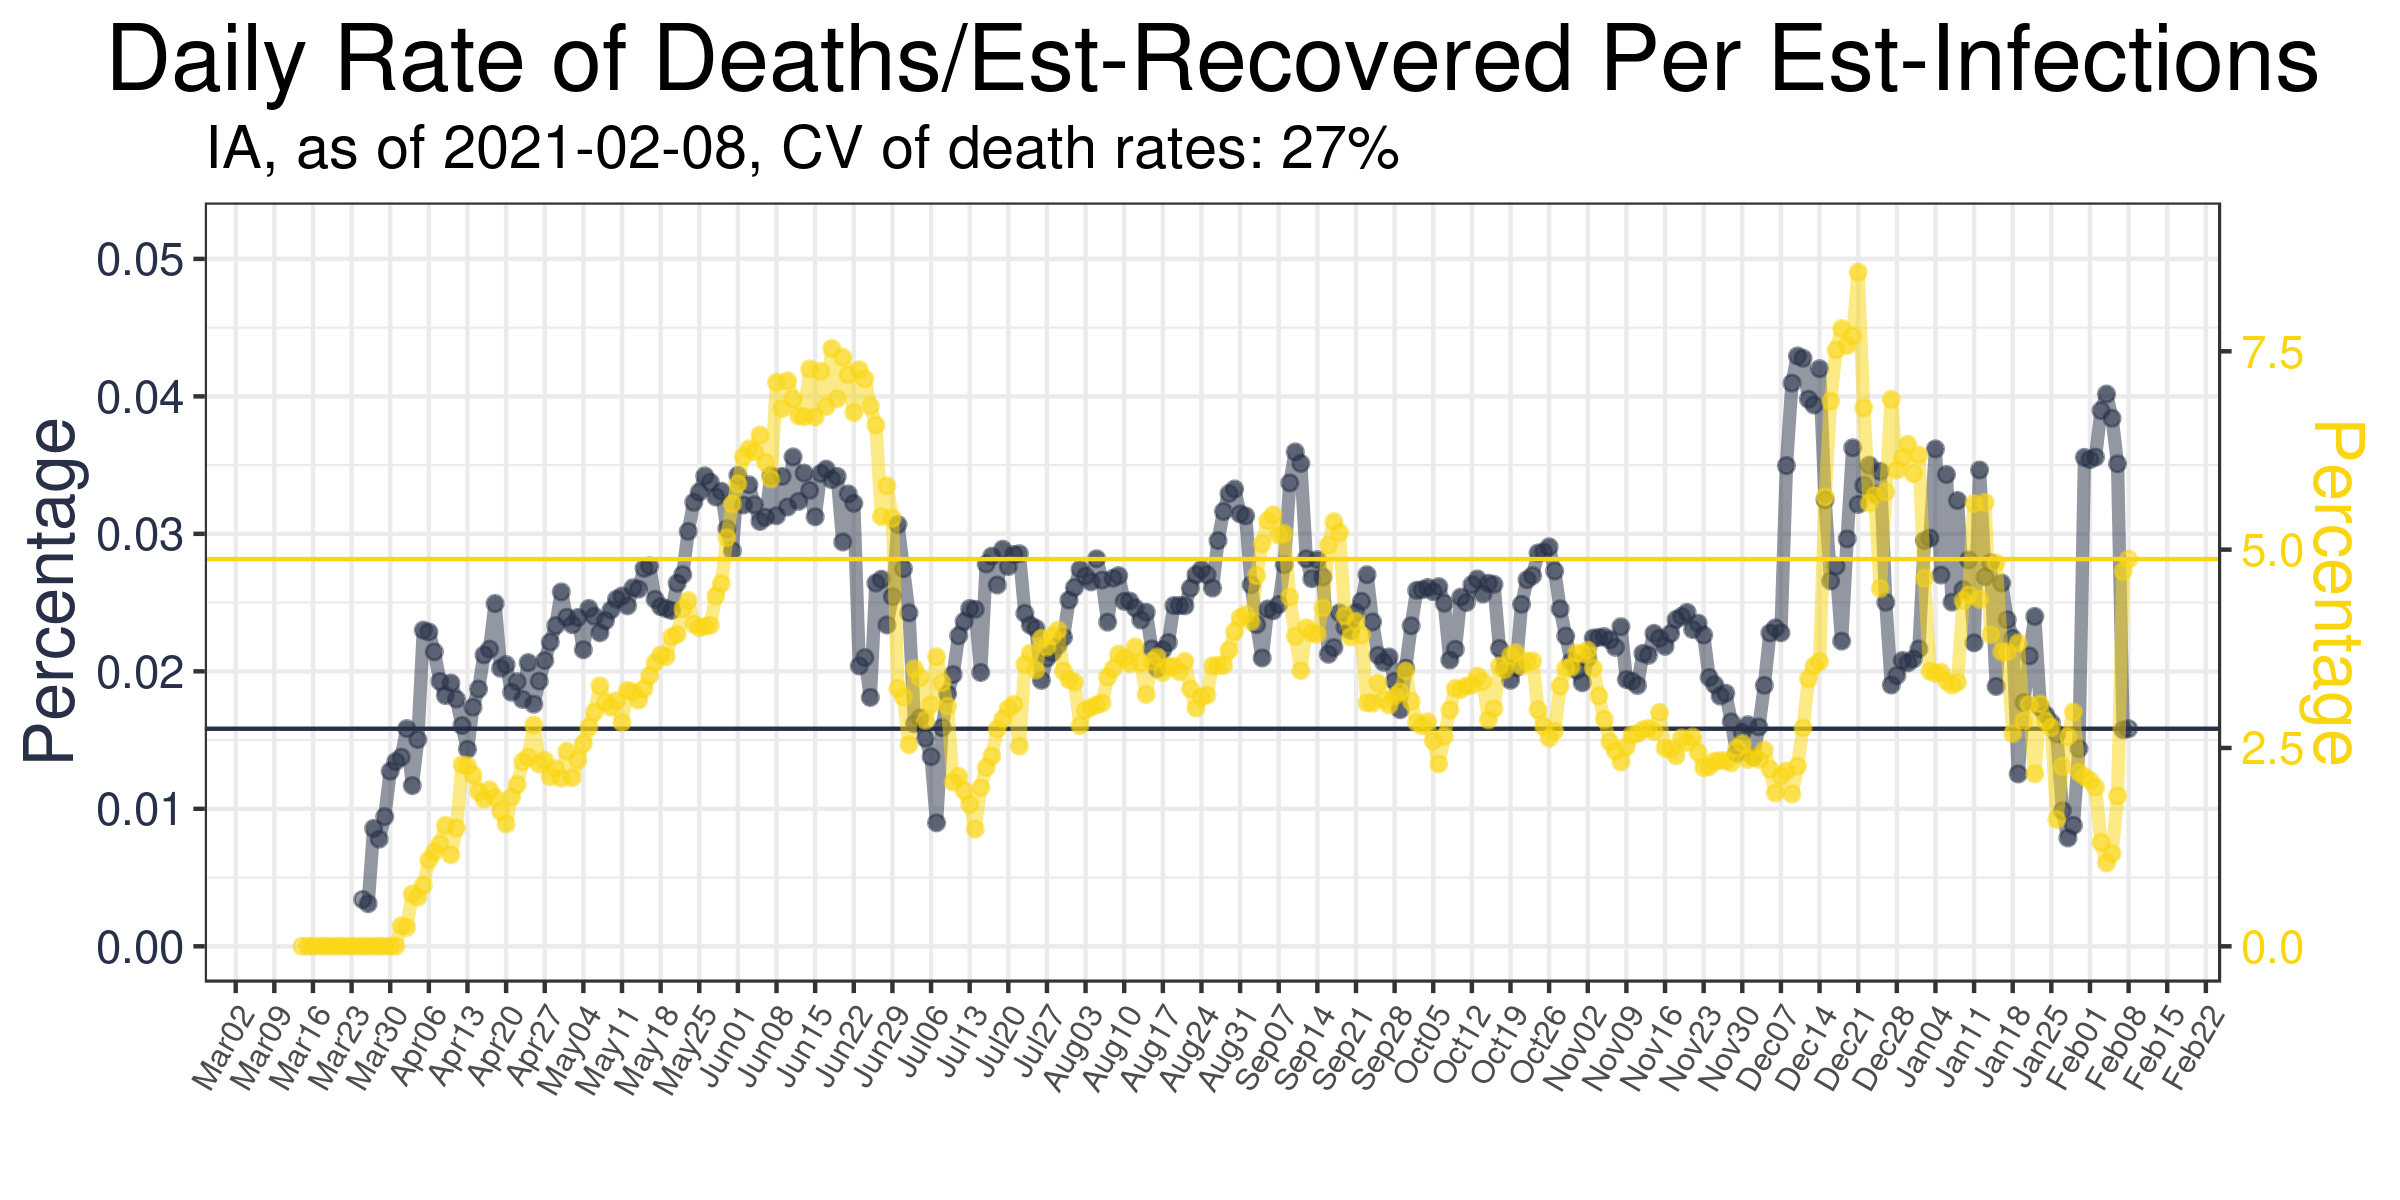 Daily Rate of Deaths/Est-Recovered Per Est-Infections
IA, as of 2021-02-08, CV of death rates: 27%
Percentage
0.05
0.04
0.03
0.02
0.01
0.00
7.5
5.0
2.5
0.0
Percentage
Mar02 Mar09 Mar16 Mar23 Mar30 Apr06 Apr13 Apr20 Apr27 May04 May11 May18 May25 Jun01 Jun08 Jun15 Jun22 Jun29 Jul06 Jul13 Jul20 Jul27 Aug03 Aug10 Aug17 Aug24 Aug31 Sep07 Sep14 Sep21 Sep28 Oct05 Oct12 Oct19 Oct26 Nov02 Nov09 Nov16 Nov23 Nov30 Dec07 Dec14 Dec21 Dec28 Jan04 Jan11 Jan18 Jan25 Feb01 Feb08 Feb15 Feb22